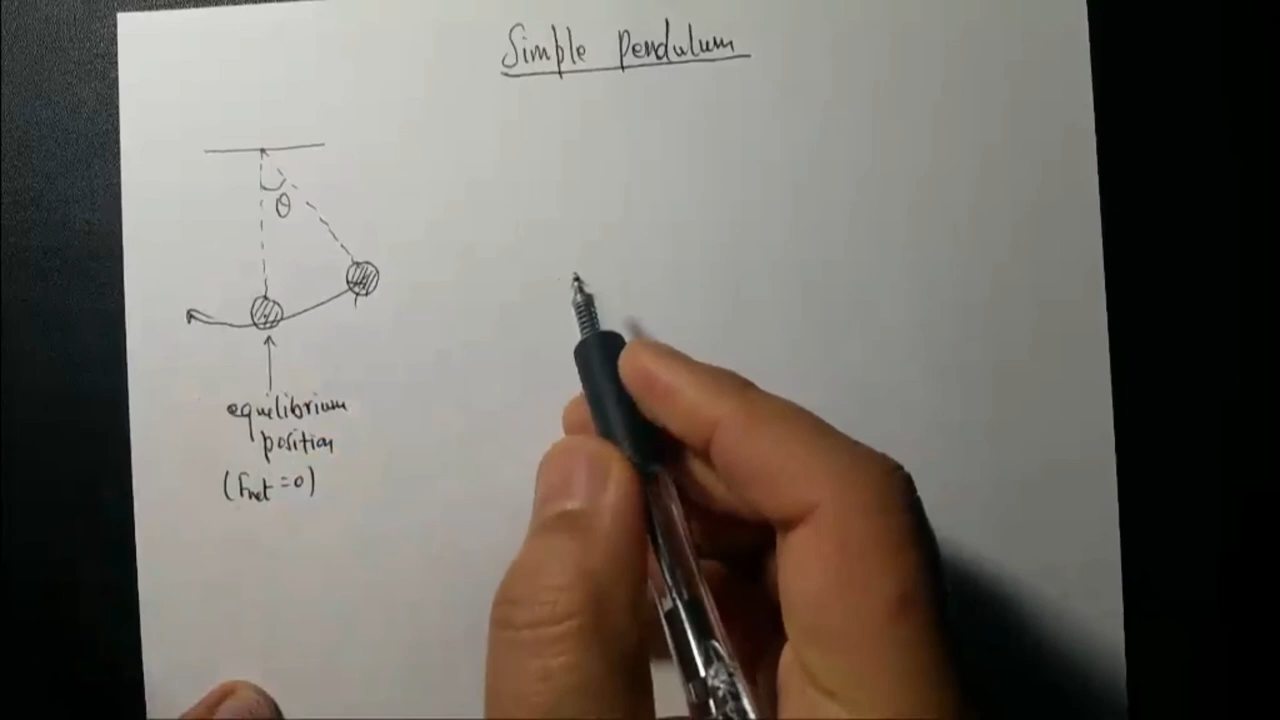 Simple Pendulum
θ
equilibrium
position
(Fnet = 0)